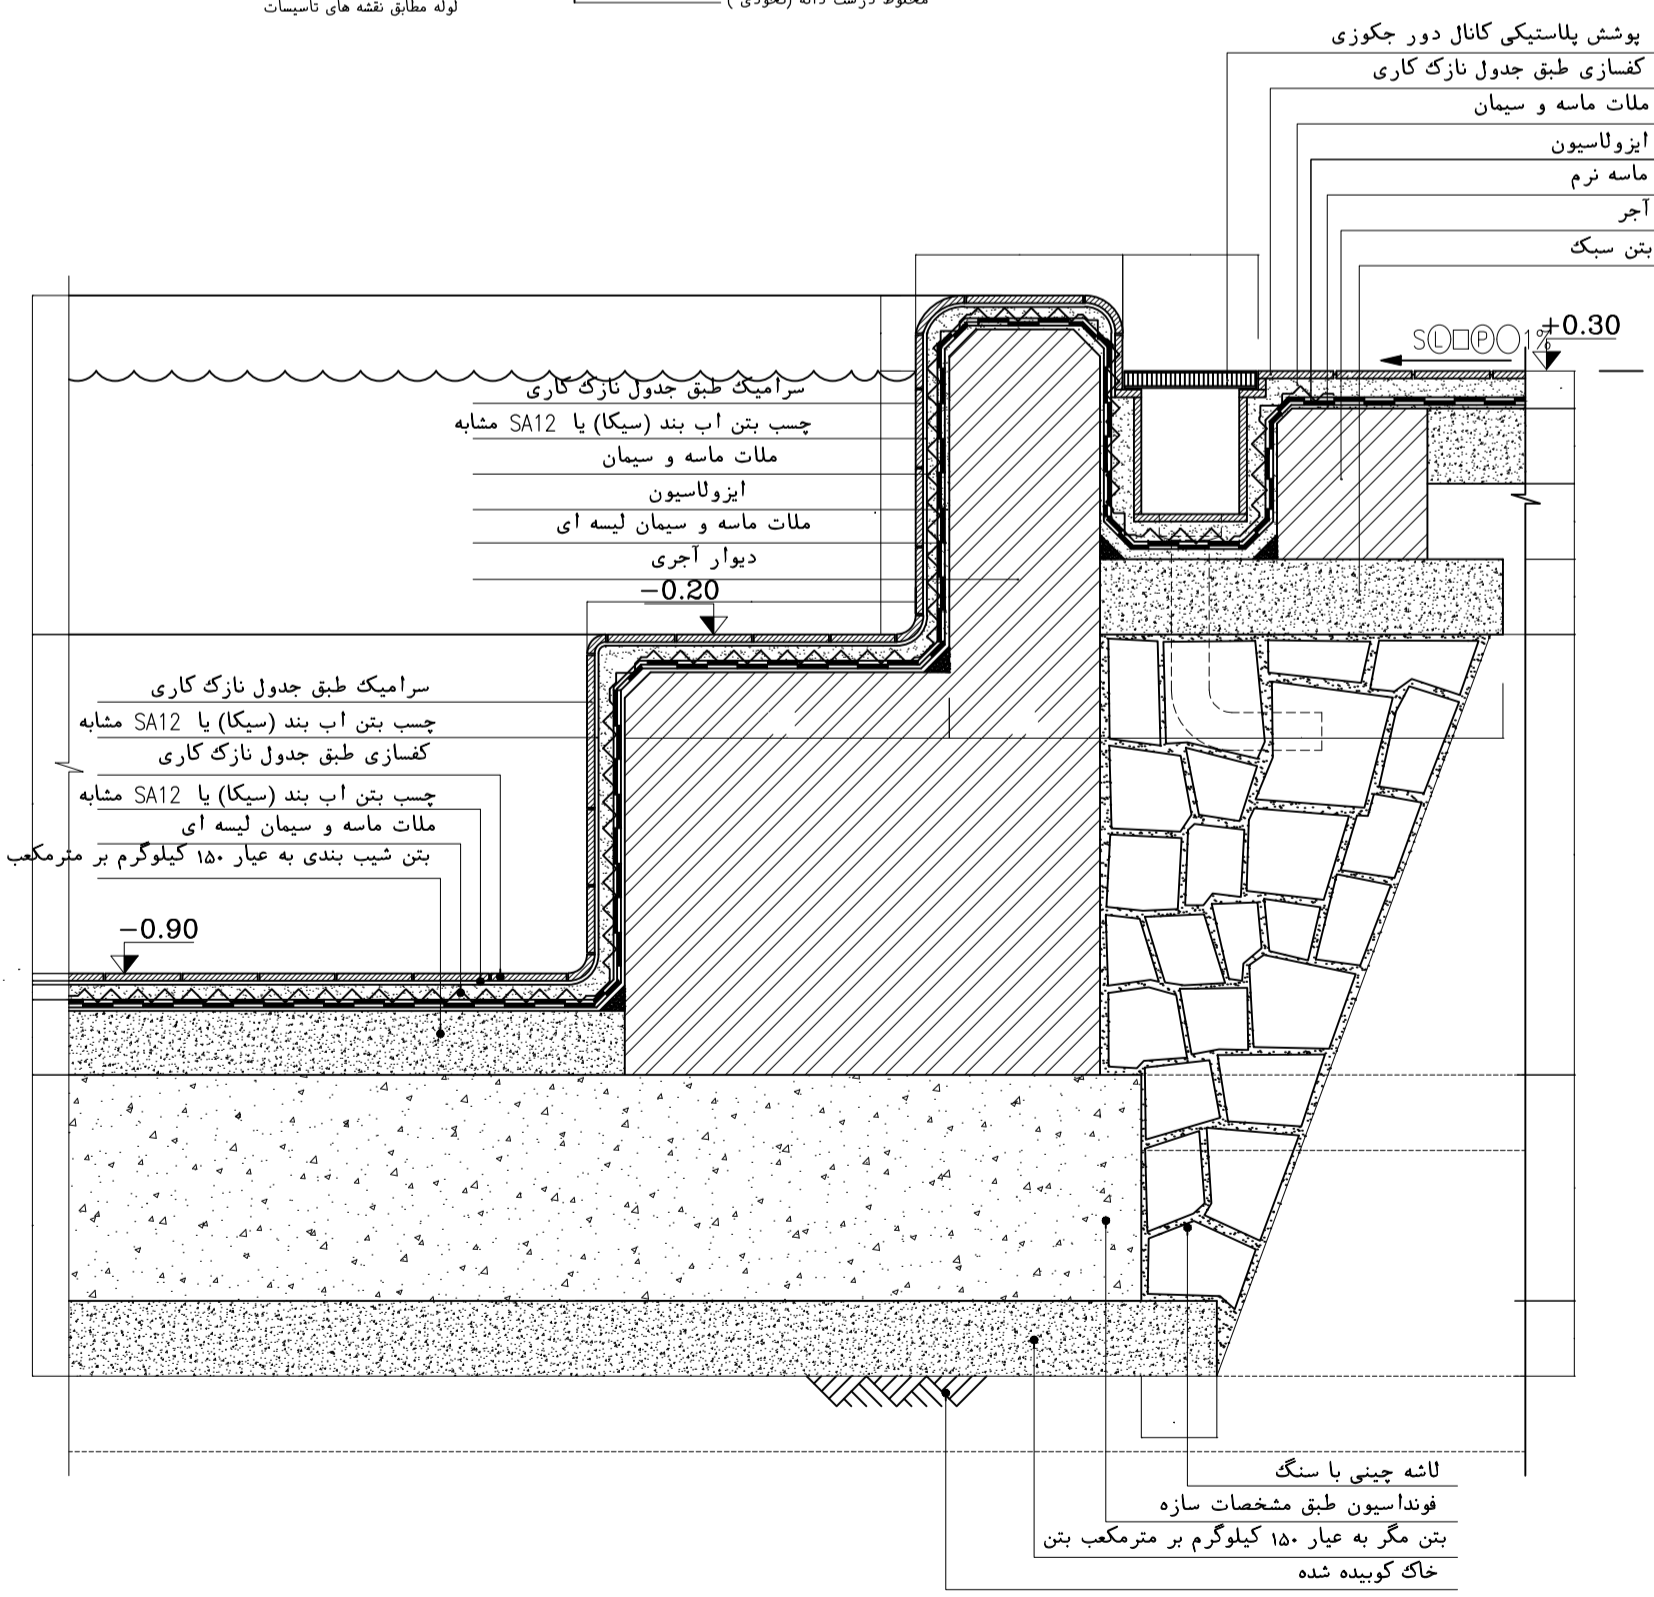 لوله مطابق نقشه های تاسیسات
مخلوط درشت دانه (نخودی )
پوشش پلاستیکی کانال دور جکوزی
کفسازی طبق جدول نازک کاری
ملات ماسه و سیمان
ایزولاسیون
ماسه نرم
آجر
بتن سبک
+0.30
1%
سرامیک طبق جدول نازک کاری
چسب بتن اب بند (سیکا) یا SA12 مشابه
ملات ماسه و سیمان
ایزولاسیون
ملات ماسه و سیمان لیسه ای
دیوار آجری
-0.20
سرامیک طبق جدول نازک کاری
چسب بتن اب بند (سیکا) یا SA12 مشابه
کفسازی طبق جدول نازک کاری
چسب بتن اب بند (سیکا) یا SA12 مشابه
ملات ماسه و سیمان لیسه ای
بتن شیب بندی به عیار ۱۵۰ کیلوگرم بر مترمکعب
-0.90
لاشه چینی با سنگ
فونداسیون طبق مشخصات سازه
بتن مگر به عیار ۱۵۰ کیلوگرم بر مترمکعب بتن
خاک کوبیده شده